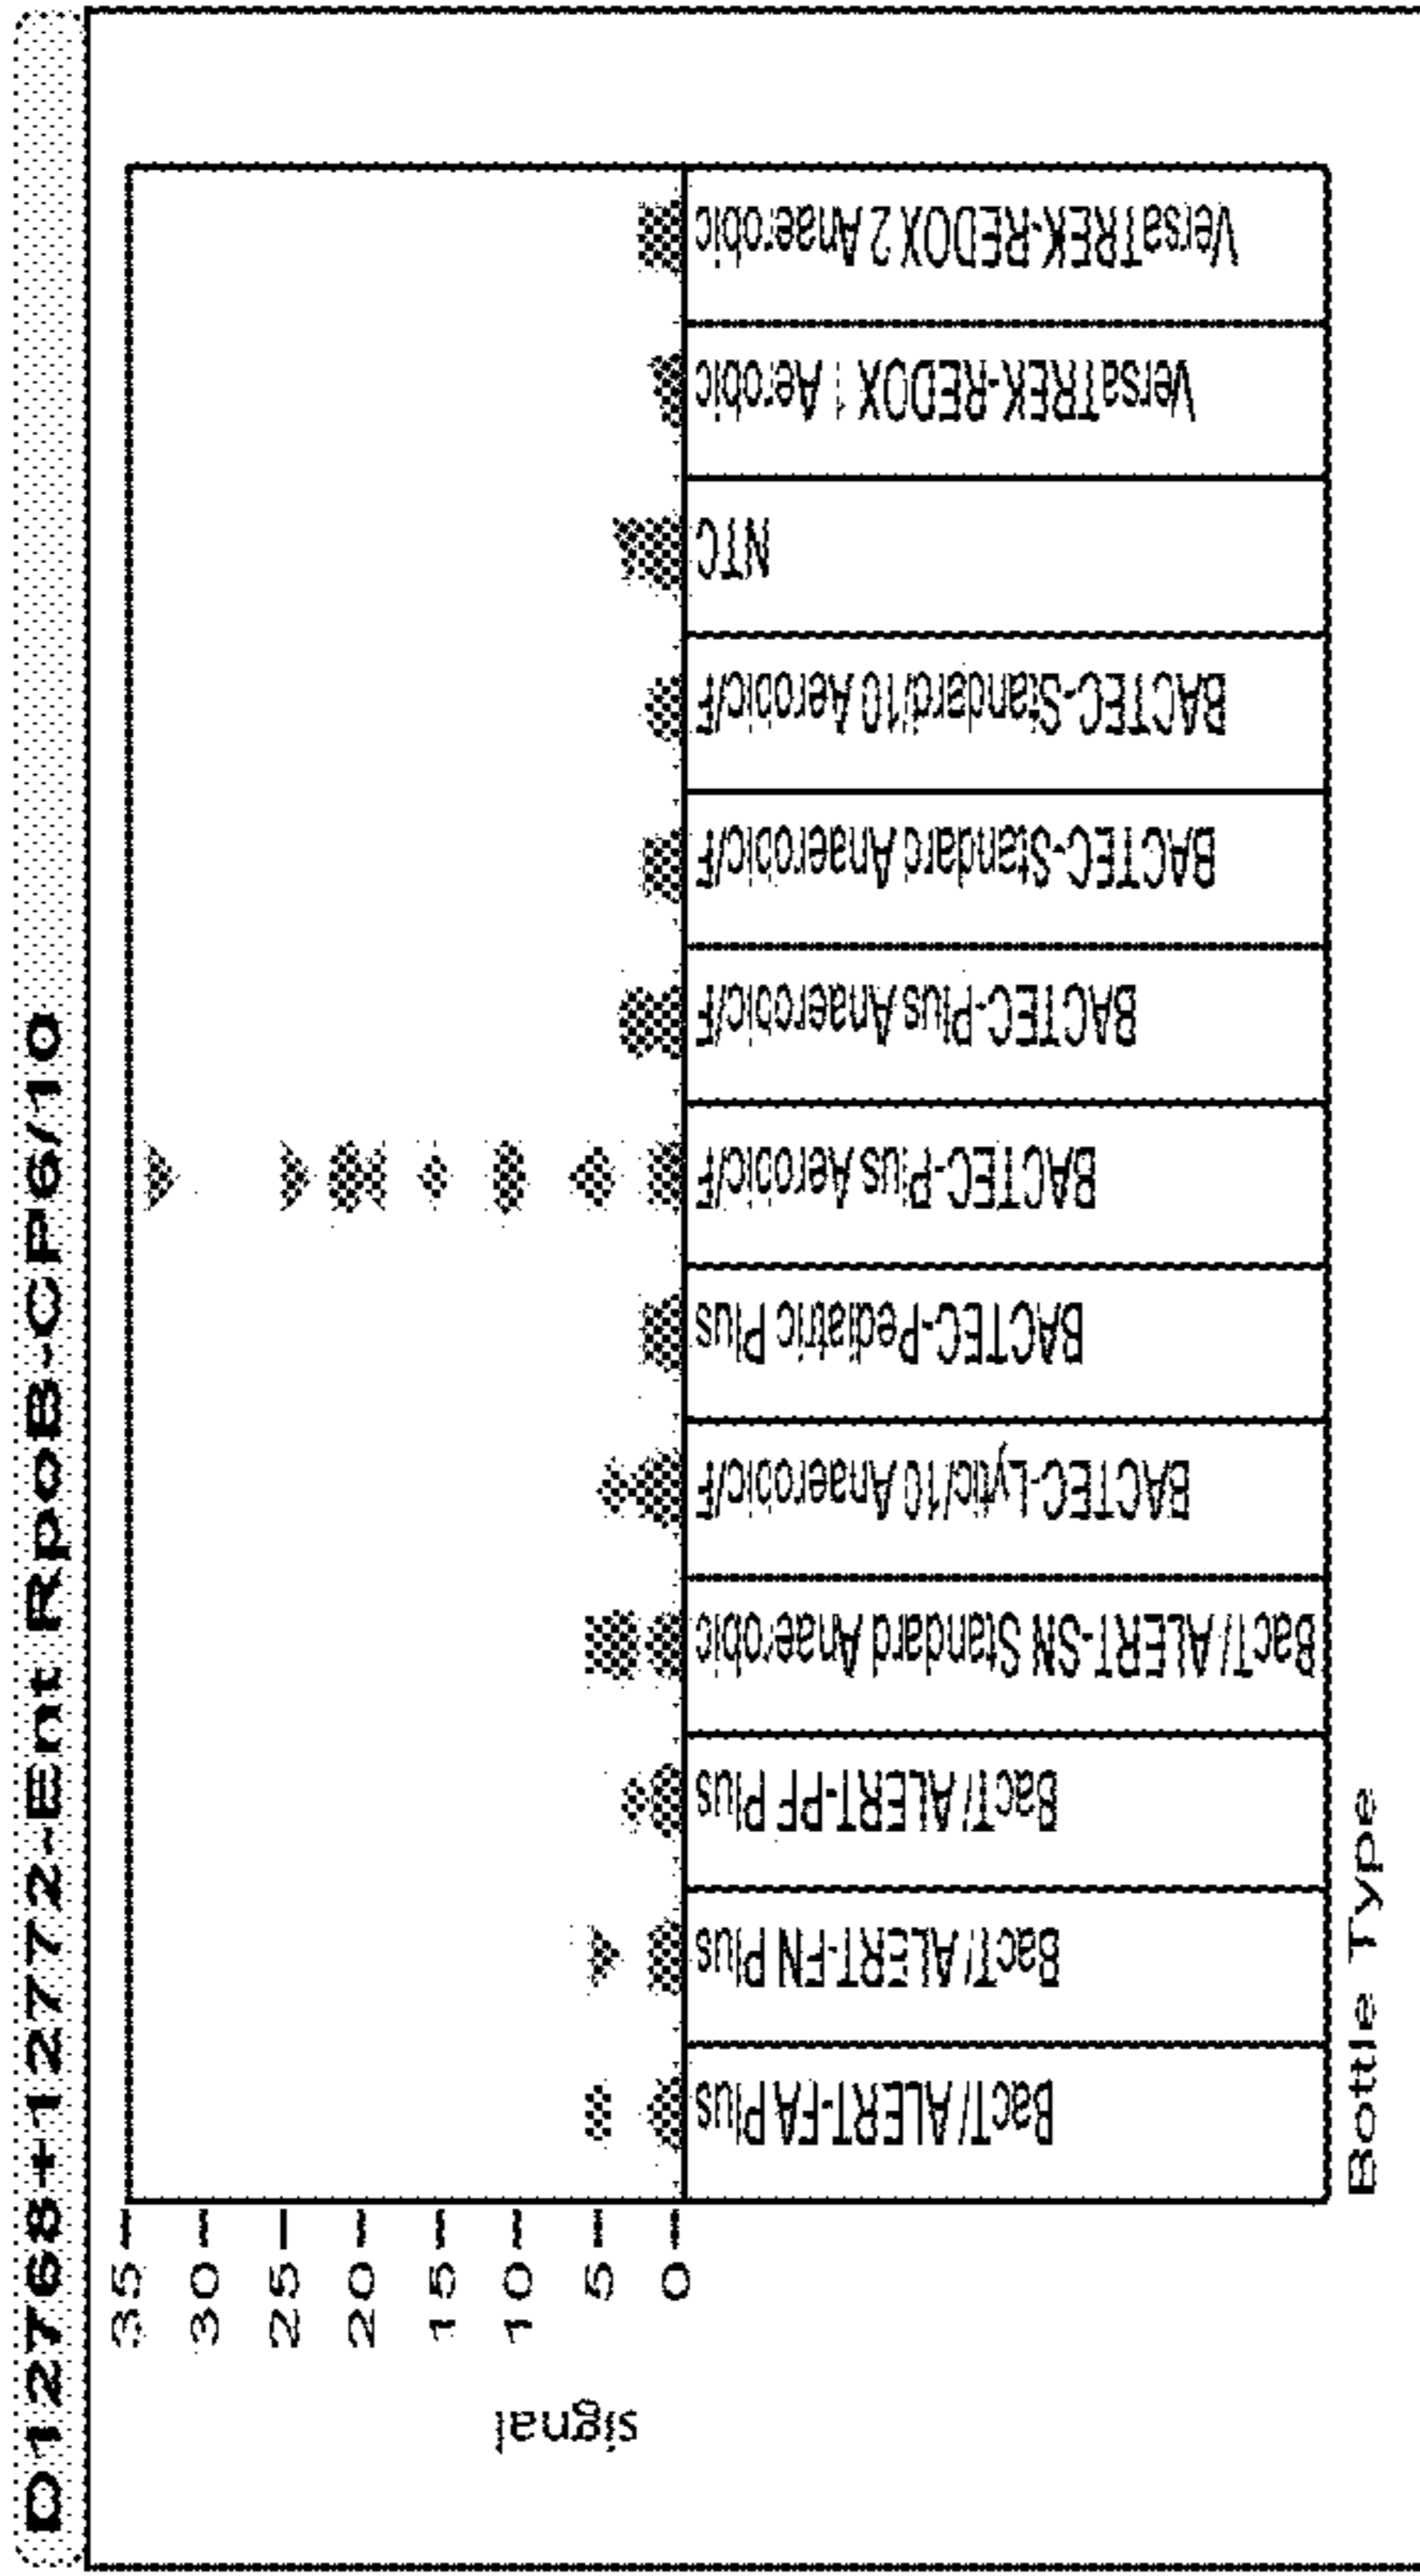 D12768+12772-Ent RpoB-CP6/10
signal
35
30
25
20
15
10
5
0
BacT/ALERT-FA Plus
BacT/ALERT-FN Plus
BacT/ALERT-PF Plus
BacT/ALERT-SN Standard Anaerobic
BACTEC-Lytic/10 Anaerobic/F
BACTEC-Pediatric Plus
BACTEC-Plus Aerobic/F
BACTEC-Plus Anaerobic/F
BACTEC-Standard Anaerobic/F
BACTEC-Standard/10 Aerobic/F
NTC
VersaTREK-REDOX 1 Aerobic
VersaTREK-REDOX 2 Anaerobic
Bottle Type